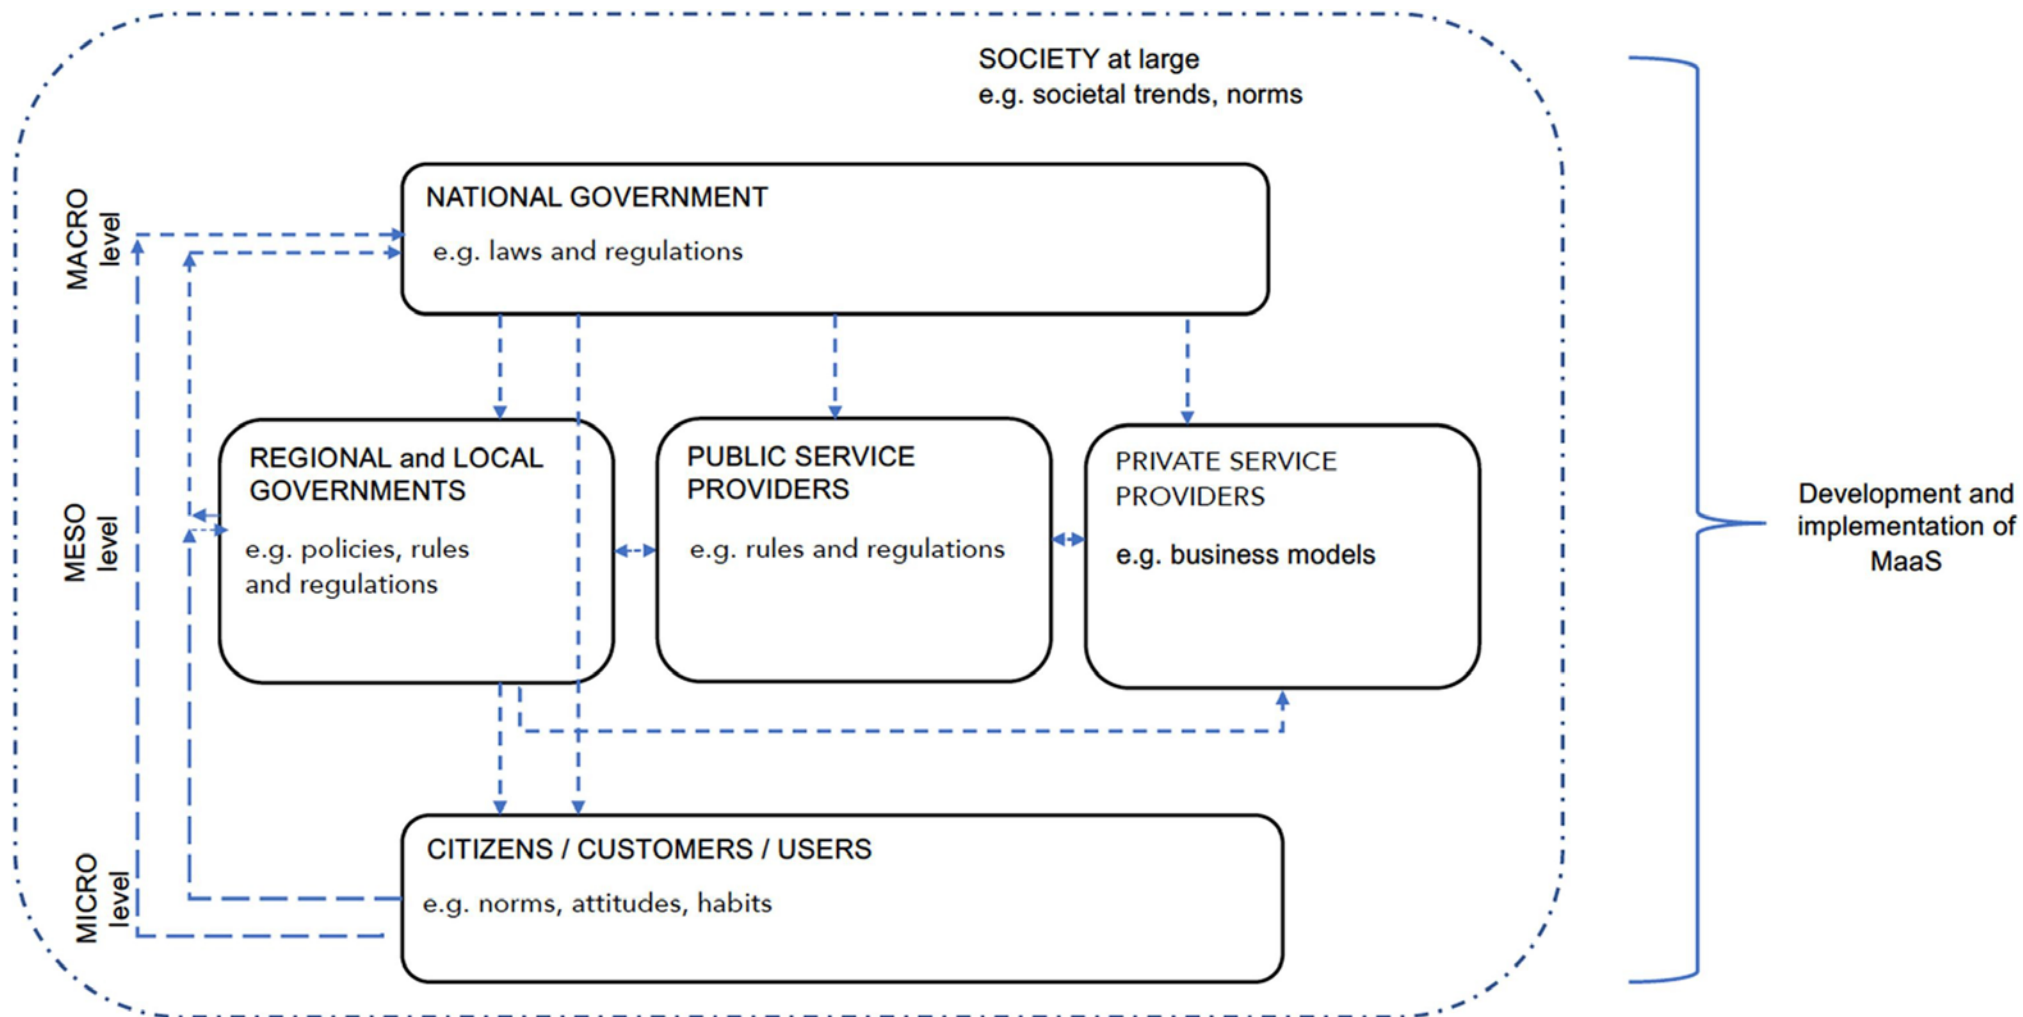 SOCIETY at large
e.g. societal trends, norms
MACRO
level
NATIONAL GOVERNMENT
e.g. laws and regulations
MESO
level
REGIONAL and LOCAL
GOVERNMENTS
e.g. policies, rules
and regulations
PUBLIC SERVICE
PROVIDERS
e.g. rules and regulations
PRIVATE SERVICE
PROVIDERS
e.g. business models
Development and
implementation of
MaaS
MICRO
level
CITIZENS / CUSTOMERS / USERS
e.g. norms, attitudes, habits